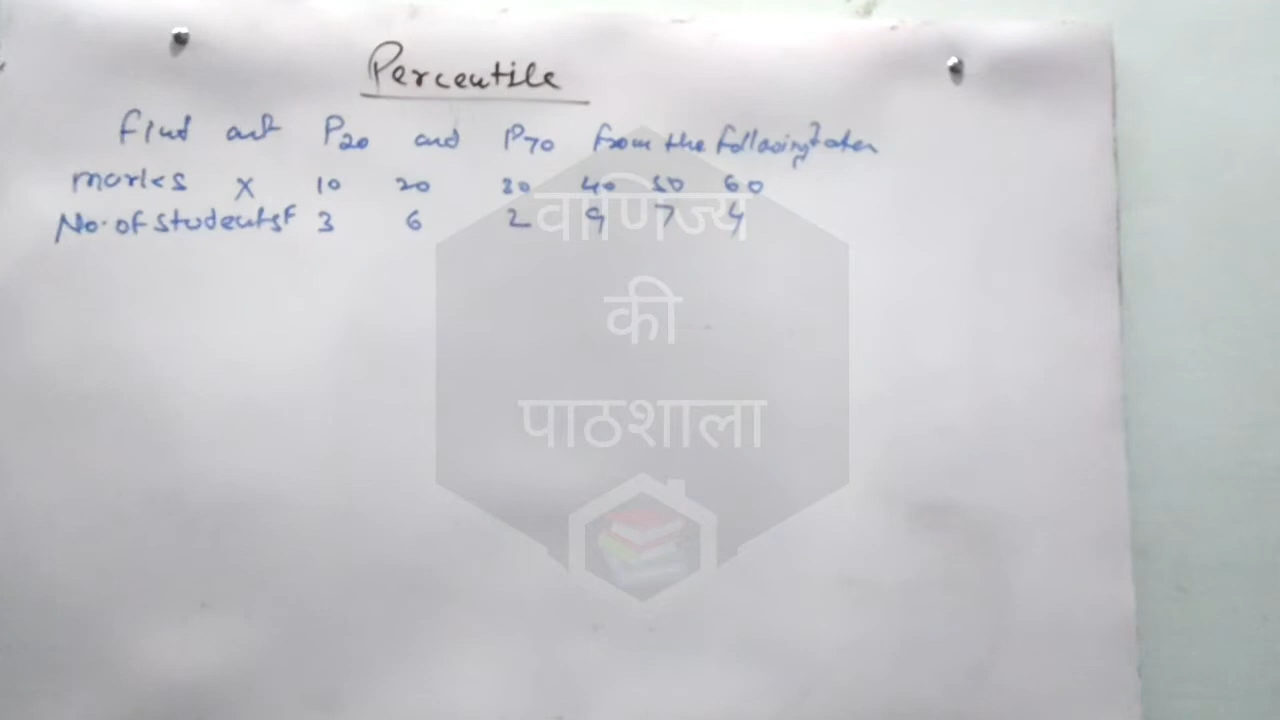 Percentile
Find out P20 and P70 from the following
marks X 10 20 30 40 50 60
No. of students F 3 6 2 9 7 4
वाणिज्य
की
पाठशाला